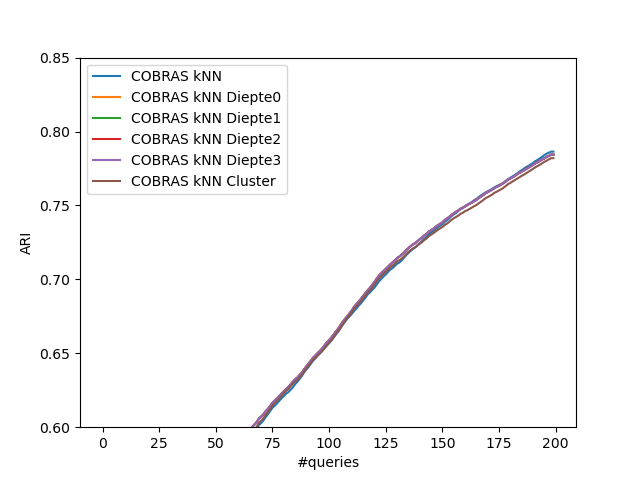 0.85
0.80
0.75
0.70
0.65
0.60
ARI
COBRAS kNN
COBRAS kNN Diepte0
COBRAS kNN Diepte1
COBRAS kNN Diepte2
COBRAS kNN Diepte3
COBRAS kNN Cluster
0 25 50 75 100 125 150 175 200
#queries